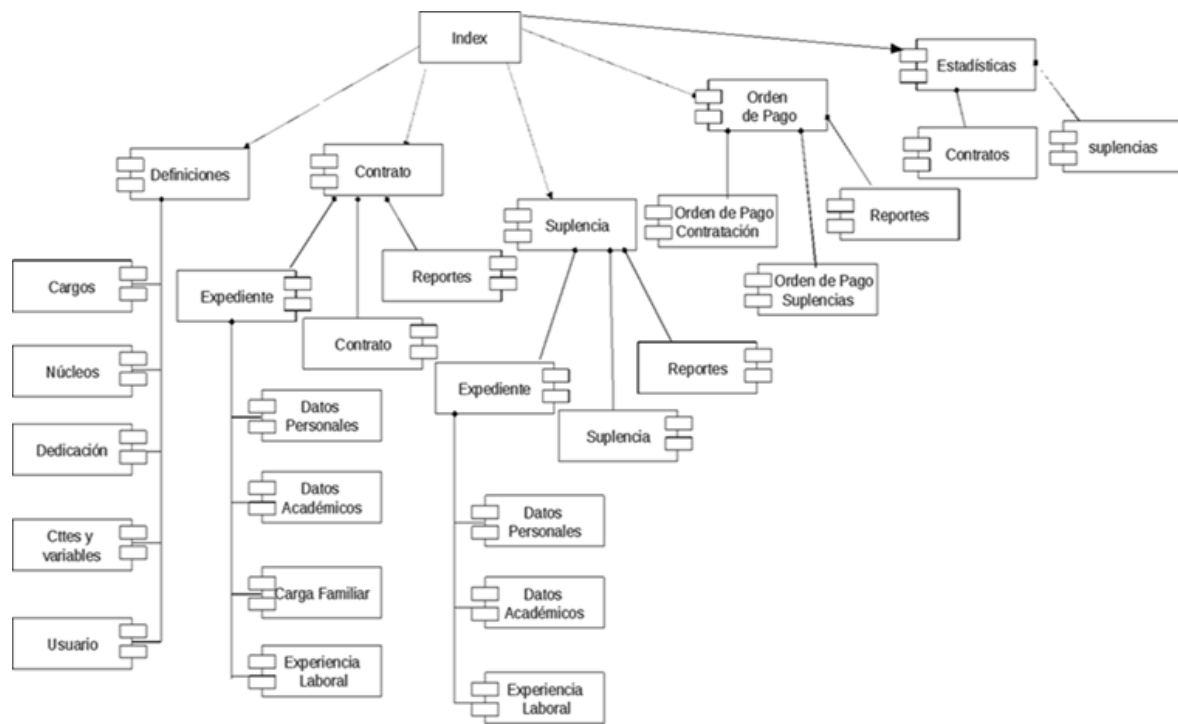 Index
Estadísticas
Orden
de Pago
Contratos
suplencias
Definiciones
Contrato
Suplencia
Orden de Pago
Contratación
Reportes
Cargos
Expediente
Reportes
Orden de Pago
Suplencias
Contrato
Núcleos
Expediente
Reportes
Datos
Personales
Suplencia
Dedicación
Datos
Académicos
Datos
Personales
Cttes y
variables
Carga Familiar
Datos
Académicos
Usuario
Experiencia
Laboral
Experiencia
Laboral